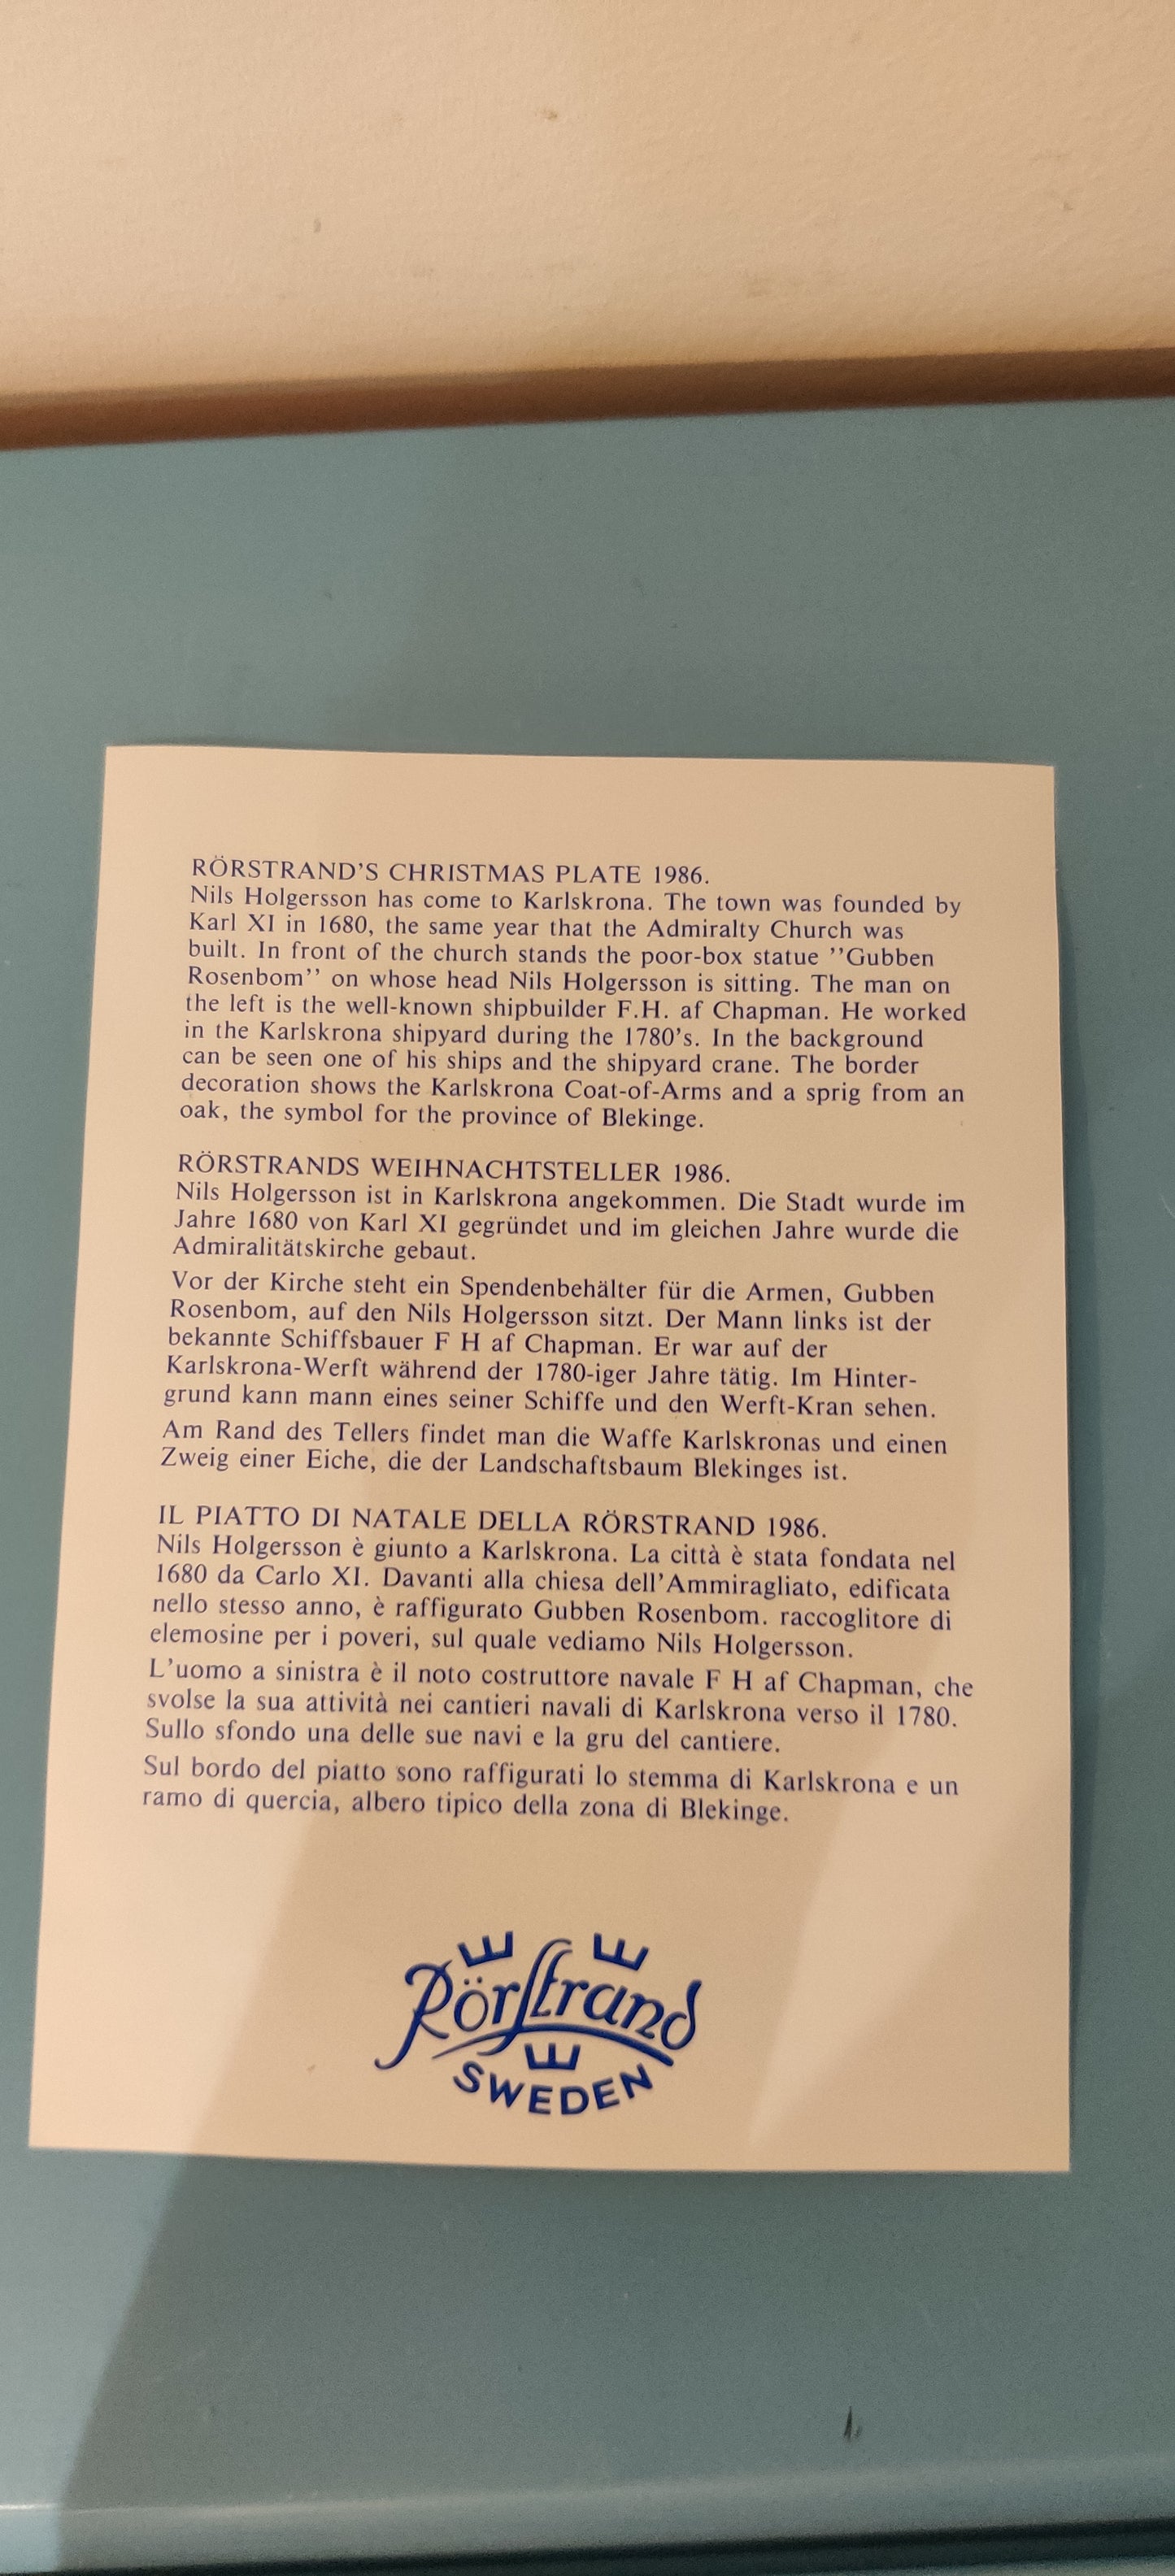 RÖRSTRAND'S CHRISTMAS PLATE 1986.
Nils Holgersson has come to Karlskrona. The town was founded by
Karl XI in 1680, the same year that the Admiralty Church was
built. In front of the church stands the poor-box statue ''Gubben
Rosenbom'' on whose head Nils Holgersson is sitting. The man on
the left is the well-known shipbuilder F.H. af Chapman. He worked
in the Karlskrona shipyard during the 1780's. In the background
can be seen one of his ships and the shipyard crane. The border
decoration shows the Karlskrona Coat-of-Arms and a sprig from an
oak, the symbol for the province of Blekinge.
RÖRSTRANDS WEIHNACHTSTELLER 1986.
Nils Holgersson ist in Karlskrona angekommen. Die Stadt wurde im
Jahre 1680 von Karl XI gegründet und im gleichen Jahre wurde die
Admiralitätskirche gebaut.
Vor der Kirche steht ein Spendenbehälter für die Armen, Gubben
Rosenbom, auf den Nils Holgersson sitzt. Der Mann links ist der
bekannte Schiffsbauer F H af Chapman. Er war auf der
Karlskrona-Werft während der 1780-iger Jahre tätig. Im Hinter-
grund kann mann eines seiner Schiffe und den Werft-Kran sehen.
Am Rand des Tellers findet man die Waffe Karlskronas und einen
Zweig einer Eiche, die der Landschaftsbaum Blekinges ist.
IL PIATTO DI NATALE DELLA RÖRSTRAND 1986.
Nils Holgersson è giunto a Karlskrona. La città è stata fondata nel
1680 da Carlo XI. Davanti alla chiesa dell'Ammiragliato, edificata
nello stesso anno, è raffigurato Gubben Rosenbom. raccoglitore di
elemosine per i poveri, sul quale vediamo Nils Holgersson.
L'uomo a sinistra è il noto costruttore navale F H af Chapman, che
svolse la sua attività nei cantieri navali di Karlskrona verso il 1780.
Sullo sfondo una delle sue navi e la gru del cantiere.
Sul bordo del piatto sono raffigurati lo stemma di Karlskrona e un
ramo di quercia, albero tipico della zona di Blekinge.
Rörstrand
SWEDEN